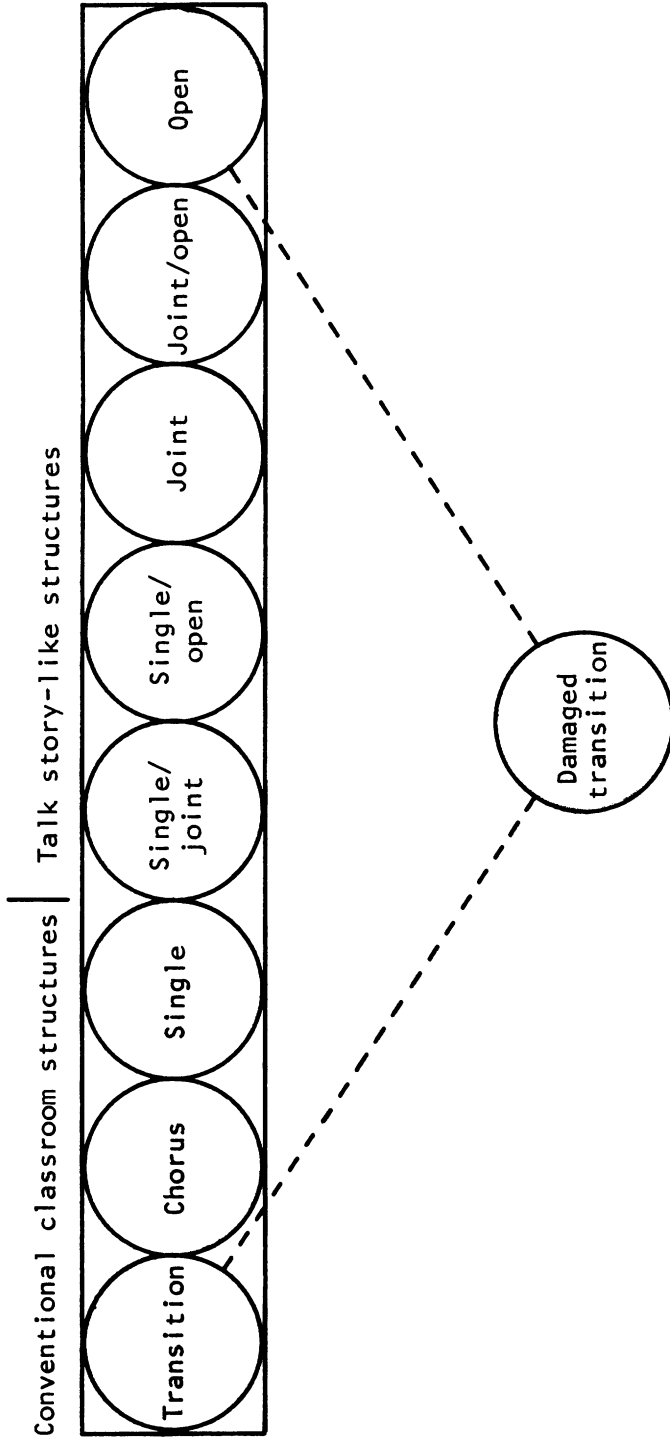 Conventional classroom structures
Talk story-like structures
Transition
Chorus
Single
Single/
joint
Single/
open
Joint
Joint/open
Open
Damaged
transition